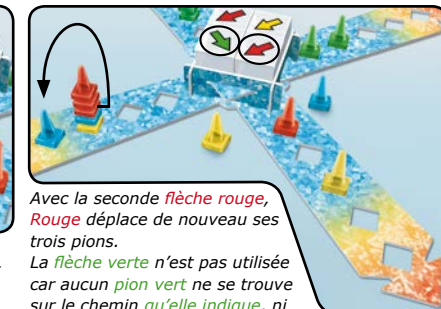 Avec la seconde flèche rouge,
Rouge déplace de nouveau ses
trois pions.
La flèche verte n'est pas utilisée
car aucun pion vert ne se trouve
sur le chemin qu'elle indique, ni